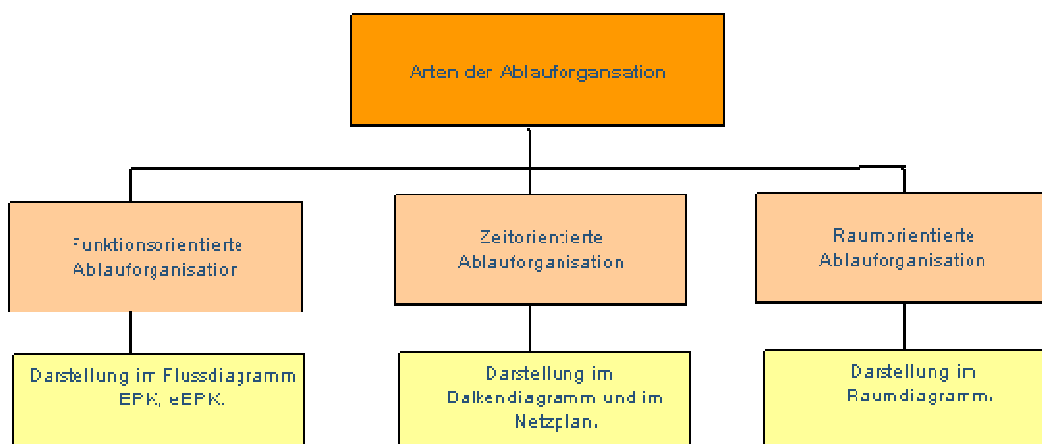 Arten der Ablauforgansation
Funktionsorientierte
Ablauforganisation
Zeitorientierte
Ablauforganisation
Raumorientierte
Ablauforganisation
Darstellung im Flussdiagramm
EPK, eEPK.
Darstellung im
Balkendiagramm und im
Netzplan.
Darstellung im
Raumdiagramm.